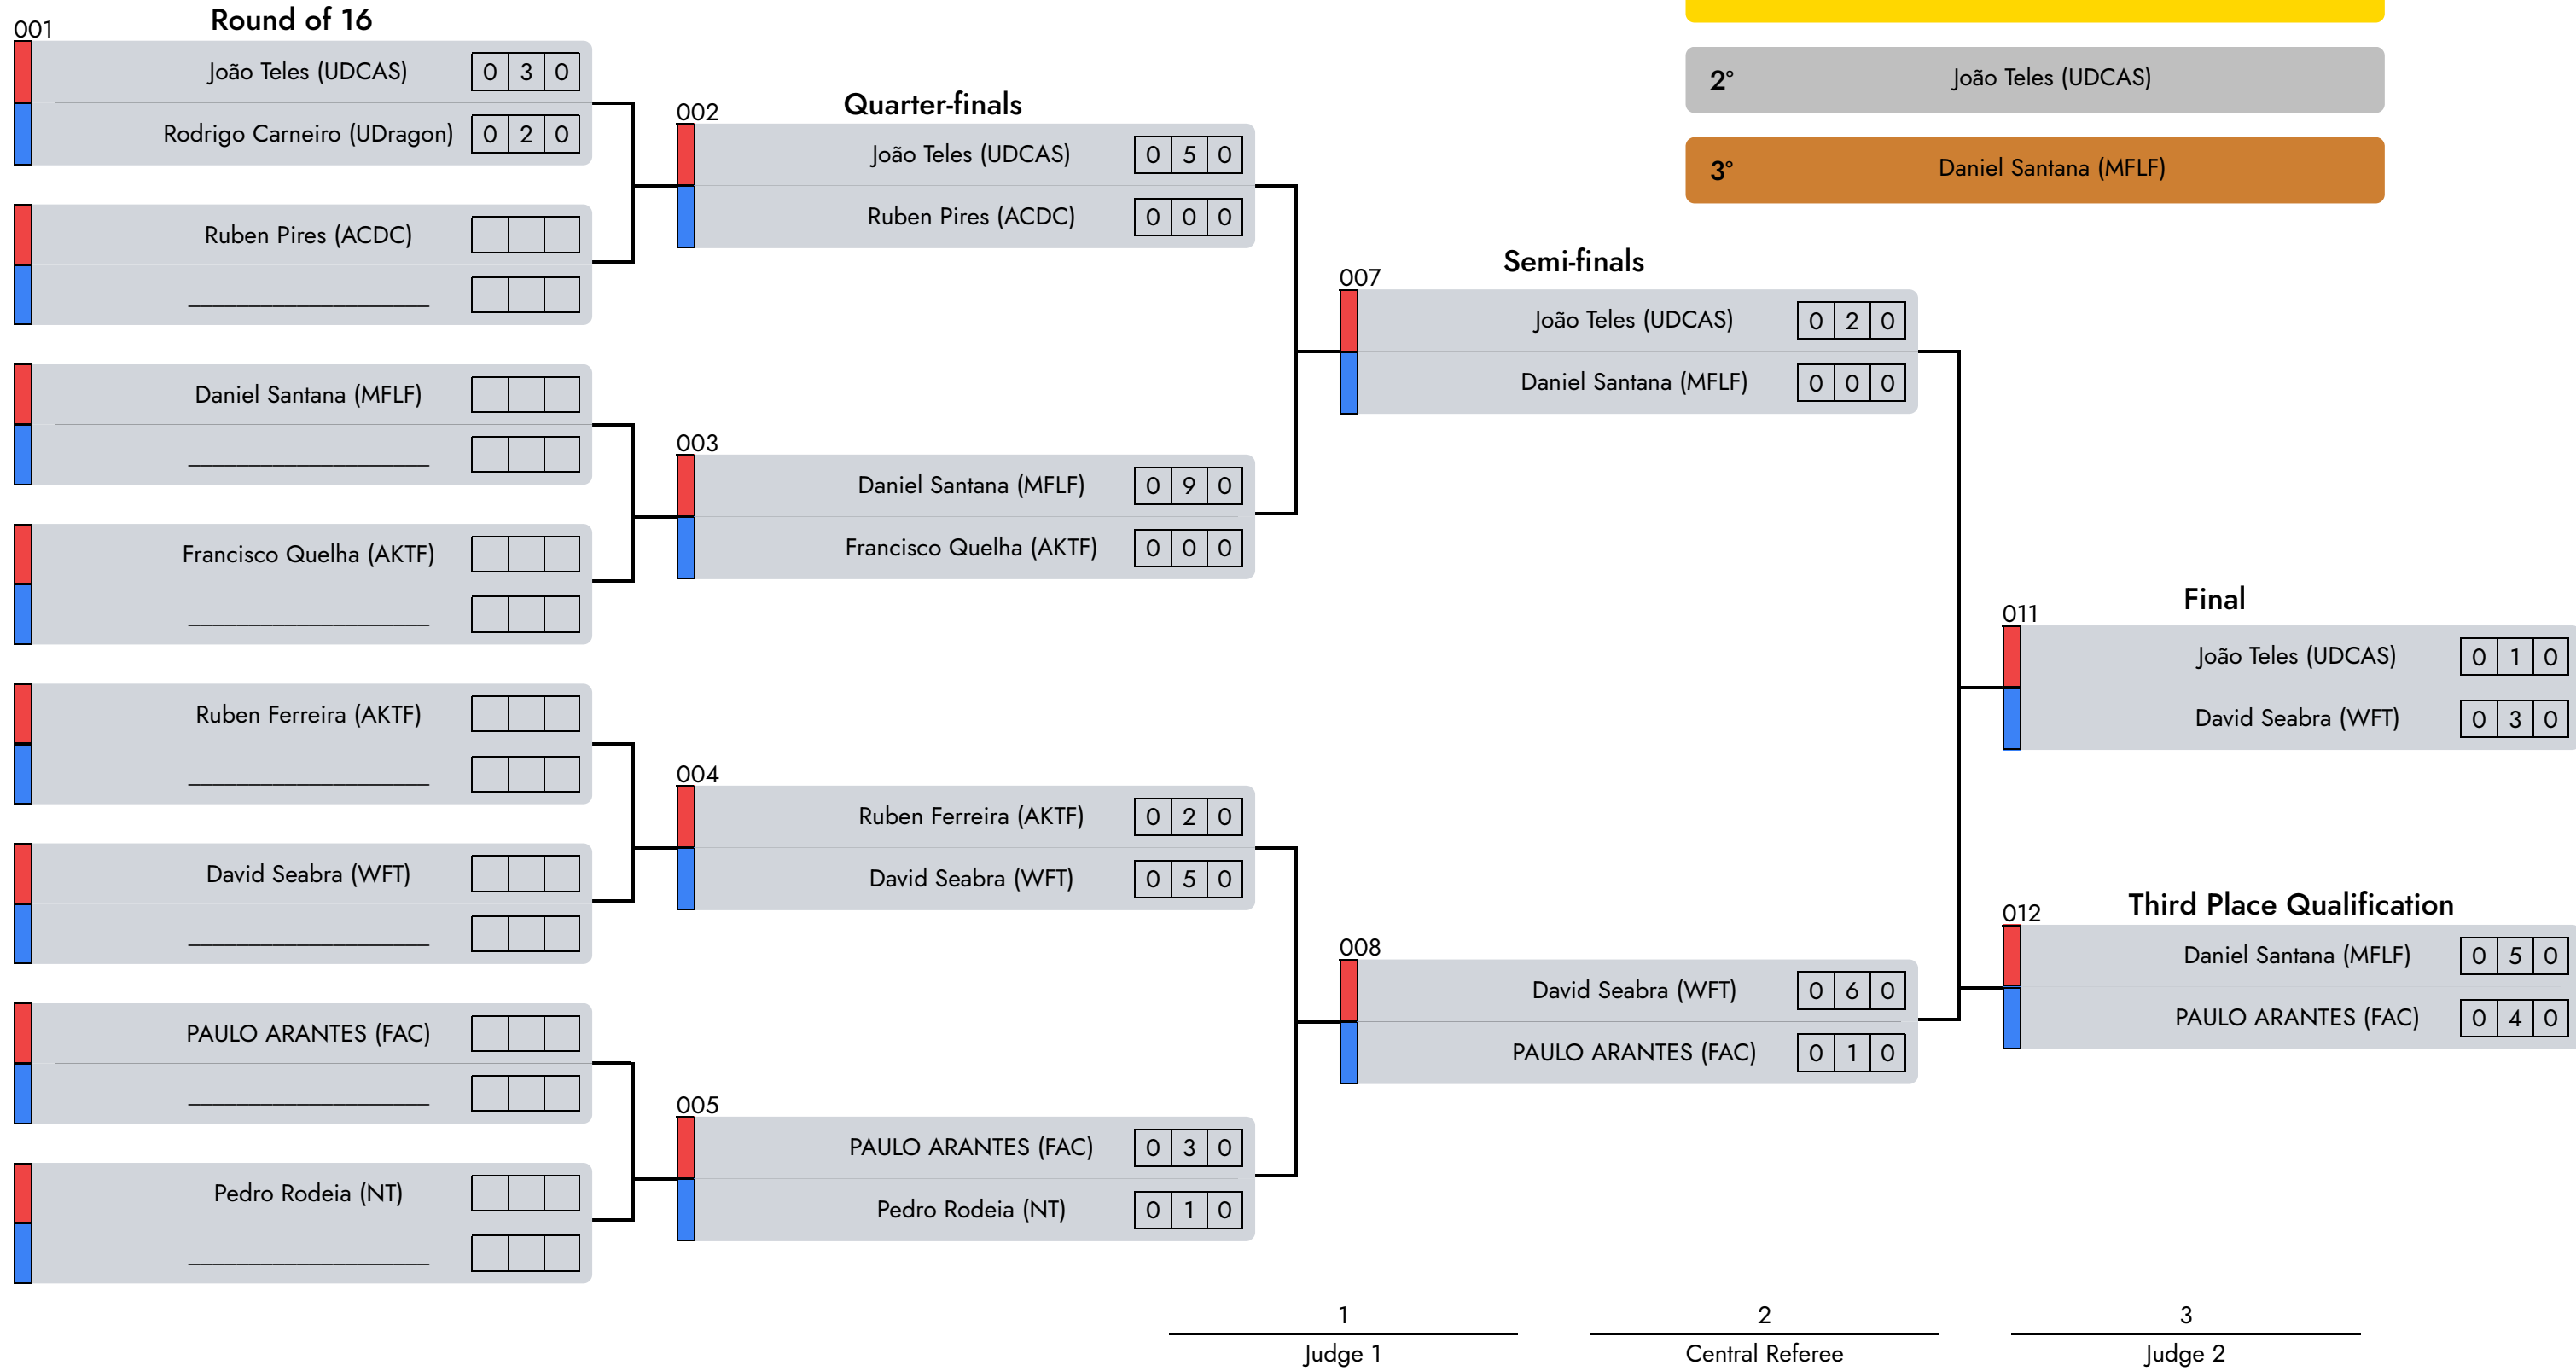 Round of 16
001
João Teles (UDCAS) 0 3 0
Rodrigo Carneiro (UDragon) 0 2 0
Ruben Pires (ACDC)
____________________
Daniel Santana (MFLF)
____________________
Francisco Quelha (AKTF)
____________________
Ruben Ferreira (AKTF)
____________________
David Seabra (WFT)
____________________
PAULO ARANTES (FAC)
____________________
Pedro Rodeia (NT)
____________________
Quarter-finals
002
João Teles (UDCAS) 0 5 0
Ruben Pires (ACDC) 0 0 0
003
Daniel Santana (MFLF) 0 9 0
Francisco Quelha (AKTF) 0 0 0
004
Ruben Ferreira (AKTF) 0 2 0
David Seabra (WFT) 0 5 0
005
PAULO ARANTES (FAC) 0 3 0
Pedro Rodeia (NT) 0 1 0
2° João Teles (UDCAS)
3° Daniel Santana (MFLF)
Semi-finals
007
João Teles (UDCAS) 0 2 0
Daniel Santana (MFLF) 0 0 0
008
David Seabra (WFT) 0 6 0
PAULO ARANTES (FAC) 0 1 0
Final
011
João Teles (UDCAS) 0 1 0
David Seabra (WFT) 0 3 0
Third Place Qualification
012
Daniel Santana (MFLF) 0 5 0
PAULO ARANTES (FAC) 0 4 0
1
Judge 1
2
Central Referee
3
Judge 2